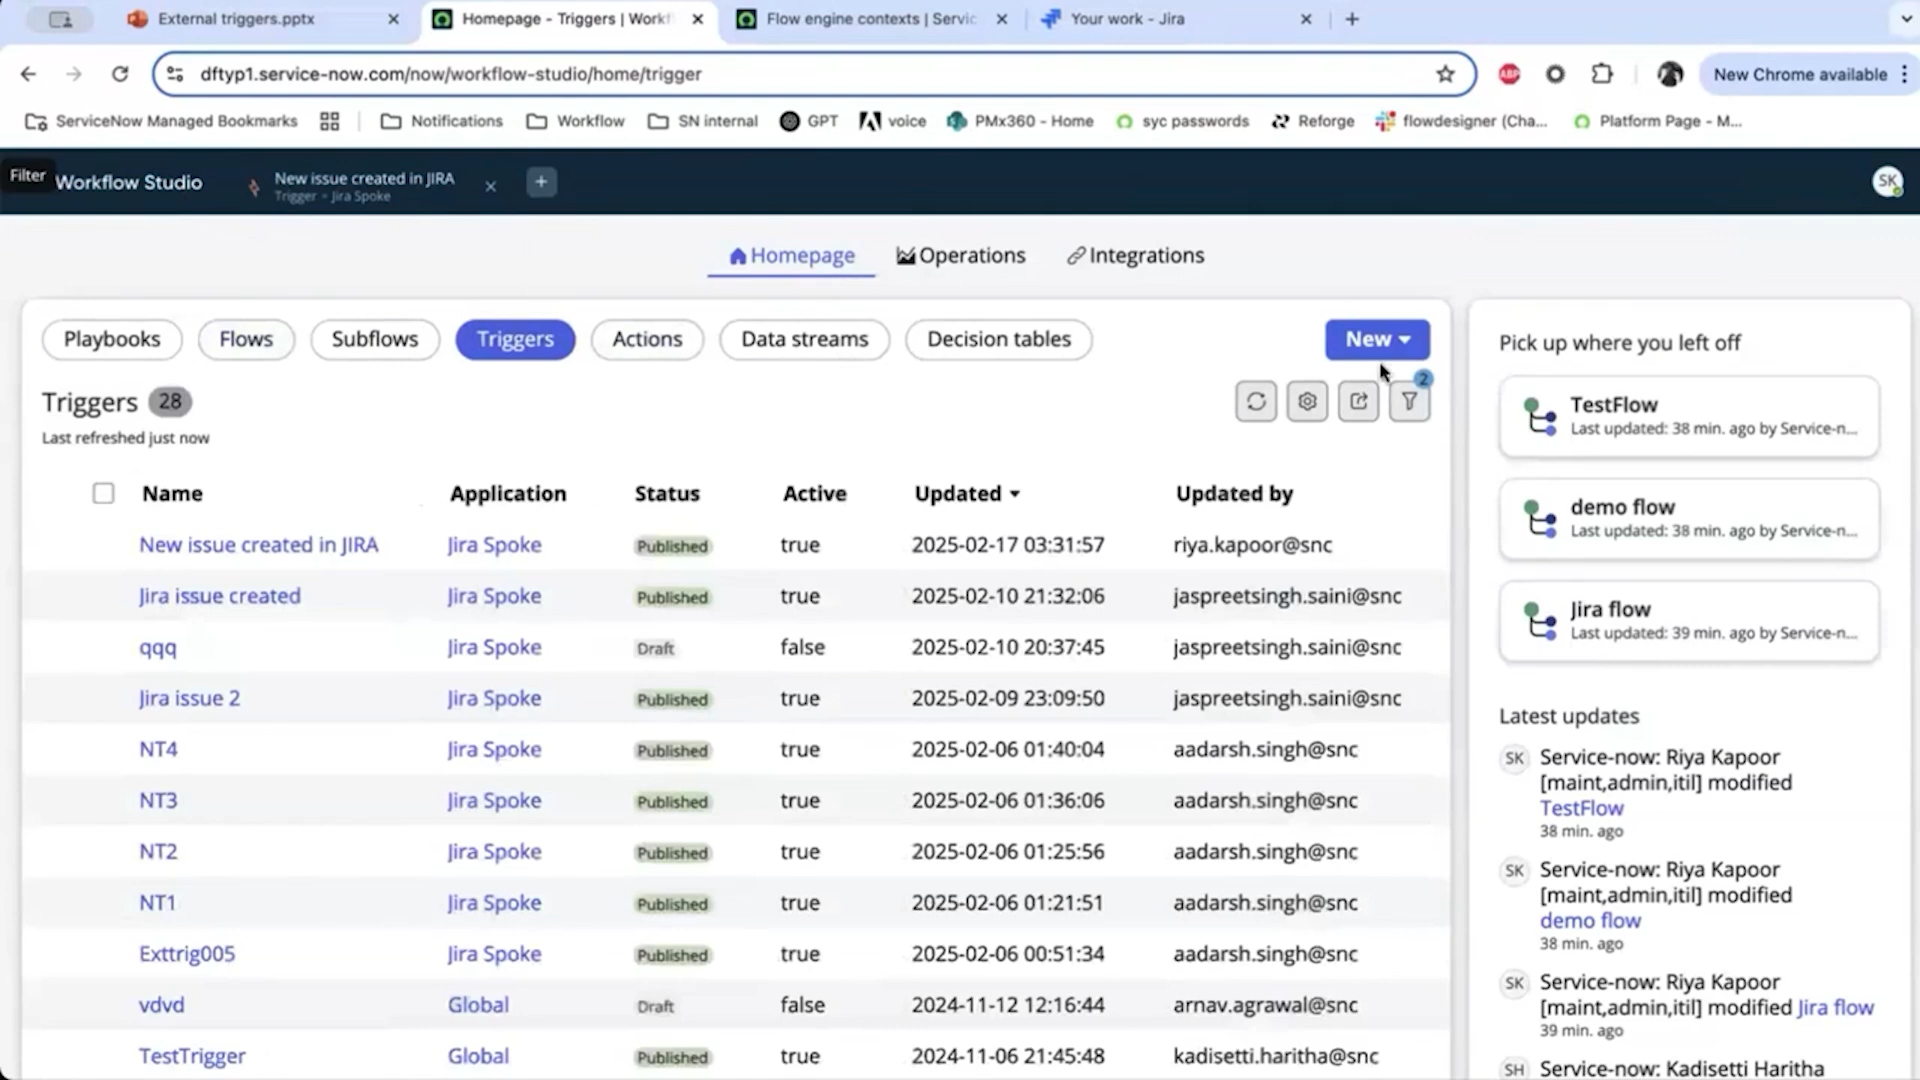 External triggers.pptx
Homepage - Triggers | Workf
Flow engine contexts | Servic
Your work - Jira
dftyp1.service-now.com/now/workflow-studio/home/trigger
ABP
New Chrome available
ServiceNow Managed Bookmarks
Notifications
Workflow
SN internal
GPT
voice
PMx360 - Home
syc passwords
Reforge
flowdesigner (Cha...
Platform Page - M...
Filter
Workflow Studio
New issue created in JIRA
Trigger - Jira Spoke
SK
Homepage
Operations
Integrations
Playbooks
Flows
Subflows
Triggers
Actions
Data streams
Decision tables
New
Triggers 28
2
Last refreshed just now
Name Application Status Active Updated Updated by
New issue created in JIRA Jira Spoke Published true 2025-02-17 03:31:57 riya.kapoor@snc
Jira issue created Jira Spoke Published true 2025-02-10 21:32:06 jaspreetsingh.saini@snc
qqq Jira Spoke Draft false 2025-02-10 20:37:45 jaspreetsingh.saini@snc
Jira issue 2 Jira Spoke Published true 2025-02-09 23:09:50 jaspreetsingh.saini@snc
NT4 Jira Spoke Published true 2025-02-06 01:40:04 aadarsh.singh@snc
NT3 Jira Spoke Published true 2025-02-06 01:36:06 aadarsh.singh@snc
NT2 Jira Spoke Published true 2025-02-06 01:25:56 aadarsh.singh@snc
NT1 Jira Spoke Published true 2025-02-06 01:21:51 aadarsh.singh@snc
Exttrig005 Jira Spoke Published true 2025-02-06 00:51:34 aadarsh.singh@snc
vdvd Global Draft false 2024-11-12 12:16:44 arnav.agrawal@snc
TestTrigger Global Published true 2024-11-06 21:45:48 kadisetti.haritha@snc
Pick up where you left off
TestFlow
Last updated: 38 min. ago by Service-n...
demo flow
Last updated: 38 min. ago by Service-n...
Jira flow
Last updated: 39 min. ago by Service-n...
Latest updates
SK Service-now: Riya Kapoor
[maint,admin,itil] modified
TestFlow
38 min. ago
SK Service-now: Riya Kapoor
[maint,admin,itil] modified
demo flow
38 min. ago
SK Service-now: Riya Kapoor
[maint,admin,itil] modified Jira flow
39 min. ago
SH Service-now: Kadisetti Haritha